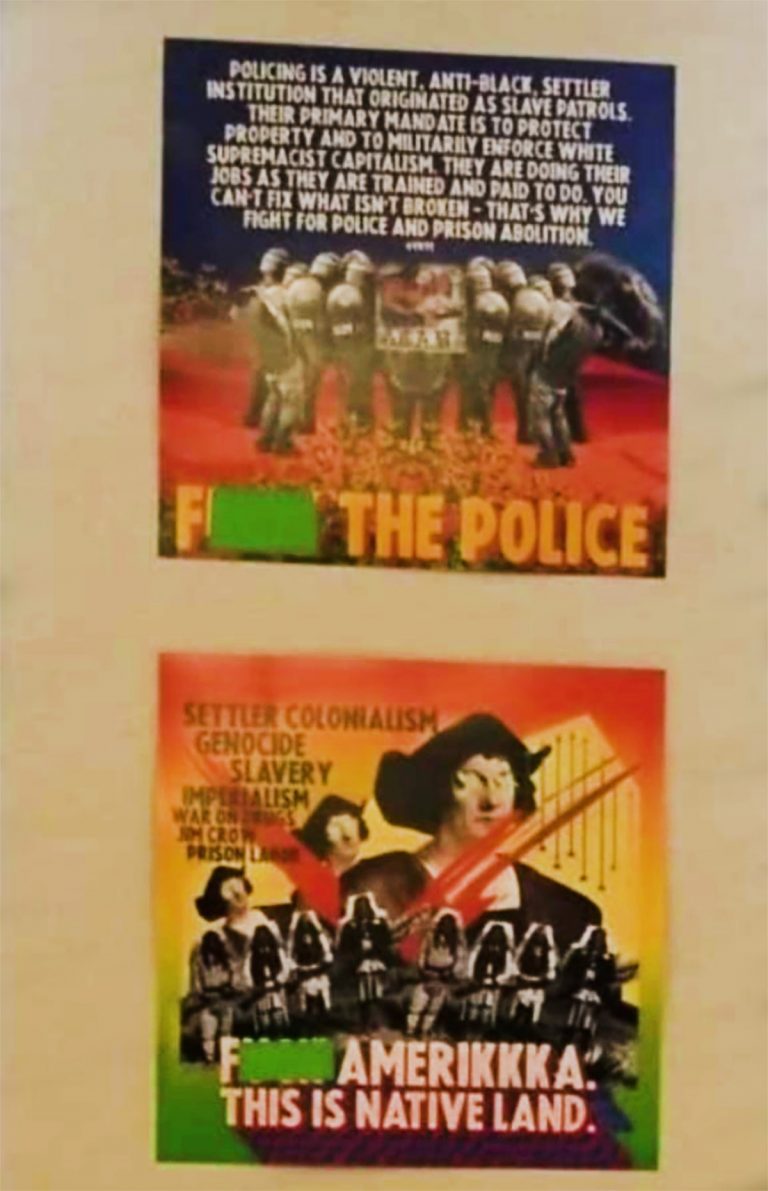 POLICING IS A VIOLENT, ANTI-BLACK, SETTLER
INSTITUTION THAT ORIGINATED AS SLAVE PATROLS.
THEIR PRIMARY MANDATE IS TO PROTECT
PROPERTY AND TO MILITARILY ENFORCE WHITE
SUPREMACIST CAPITALISM. THEY ARE DOING THEIR
JOBS AS THEY ARE TRAINED AND PAID TO DO. YOU
CAN'T FIX WHAT ISN'T BROKEN - THAT'S WHY WE
FIGHT FOR POLICE AND PRISON ABOLITION.
F THE POLICE
SETTLER COLONIALISM
GENOCIDE
SLAVERY
IMPERIALISM
WAR ON DRUGS
JIM CROW
PRISON LABOR
F AMERIKKKA.
THIS IS NATIVE LAND.